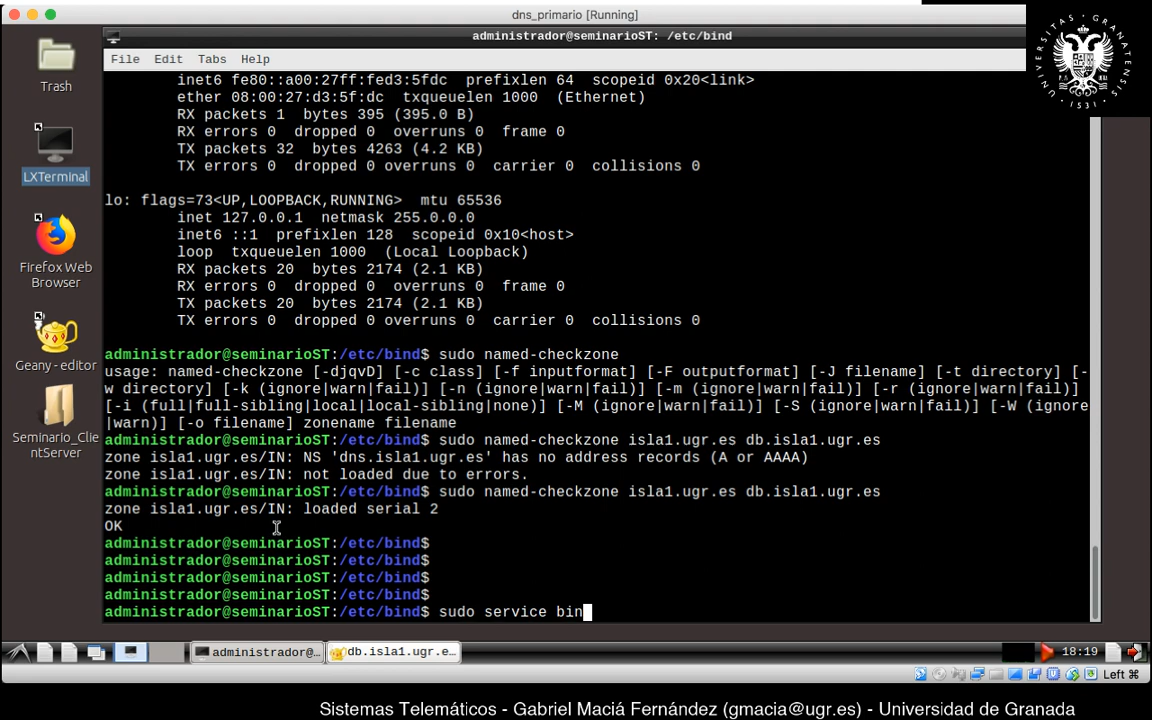 dns_primario [Running]
administrador@seminarioST: /etc/bind
File Edit Tabs Help
inet6 fe80::a00:27ff:fed3:5fdc prefixlen 64 scopeid 0x20<link>
ether 08:00:27:d3:5f:dc txqueuelen 1000 (Ethernet)
RX packets 1 bytes 395 (395.0 B)
RX errors 0 dropped 0 overruns 0 frame 0
TX packets 32 bytes 4263 (4.2 KB)
TX errors 0 dropped 0 overruns 0 carrier 0 collisions 0
lo: flags=73<UP,LOOPBACK,RUNNING> mtu 65536
inet 127.0.0.1 netmask 255.0.0.0
inet6 ::1 prefixlen 128 scopeid 0x10<host>
loop txqueuelen 1000 (Local Loopback)
RX packets 20 bytes 2174 (2.1 KB)
RX errors 0 dropped 0 overruns 0 frame 0
TX packets 20 bytes 2174 (2.1 KB)
TX errors 0 dropped 0 overruns 0 carrier 0 collisions 0
administrador@seminarioST:/etc/bind$ sudo named-checkzone
usage: named-checkzone [-djqvD] [-c class] [-f inputformat] [-F outputformat] [-J filename] [-t directory] [-
w directory] [-k (ignore|warn|fail)] [-n (ignore|warn|fail)] [-m (ignore|warn|fail)] [-r (ignore|warn|fail)]
[-i (full|full-sibling|local|local-sibling|none)] [-M (ignore|warn|fail)] [-S (ignore|warn|fail)] [-W (ignore
|warn)] [-o filename] zonename filename
administrador@seminarioST:/etc/bind$ sudo named-checkzone isla1.ugr.es db.isla1.ugr.es
zone isla1.ugr.es/IN: NS 'dns.isla1.ugr.es' has no address records (A or AAAA)
zone isla1.ugr.es/IN: not loaded due to errors.
administrador@seminarioST:/etc/bind$ sudo named-checkzone isla1.ugr.es db.isla1.ugr.es
zone isla1.ugr.es/IN: loaded serial 2
OK
administrador@seminarioST:/etc/bind$
administrador@seminarioST:/etc/bind$
administrador@seminarioST:/etc/bind$
administrador@seminarioST:/etc/bind$
administrador@seminarioST:/etc/bind$ sudo service bin
Trash
LXTerminal
Firefox Web
Browser
Geany - editor
Seminario_Clie
ntServer
UNIVERSITAS GRANATENSIS
1531
administrador@...
db.isla1.ugr.e...
18:19
Left ⌘
Sistemas Telemáticos - Gabriel Maciá Fernández (gmacia@ugr.es) - Universidad de Granada